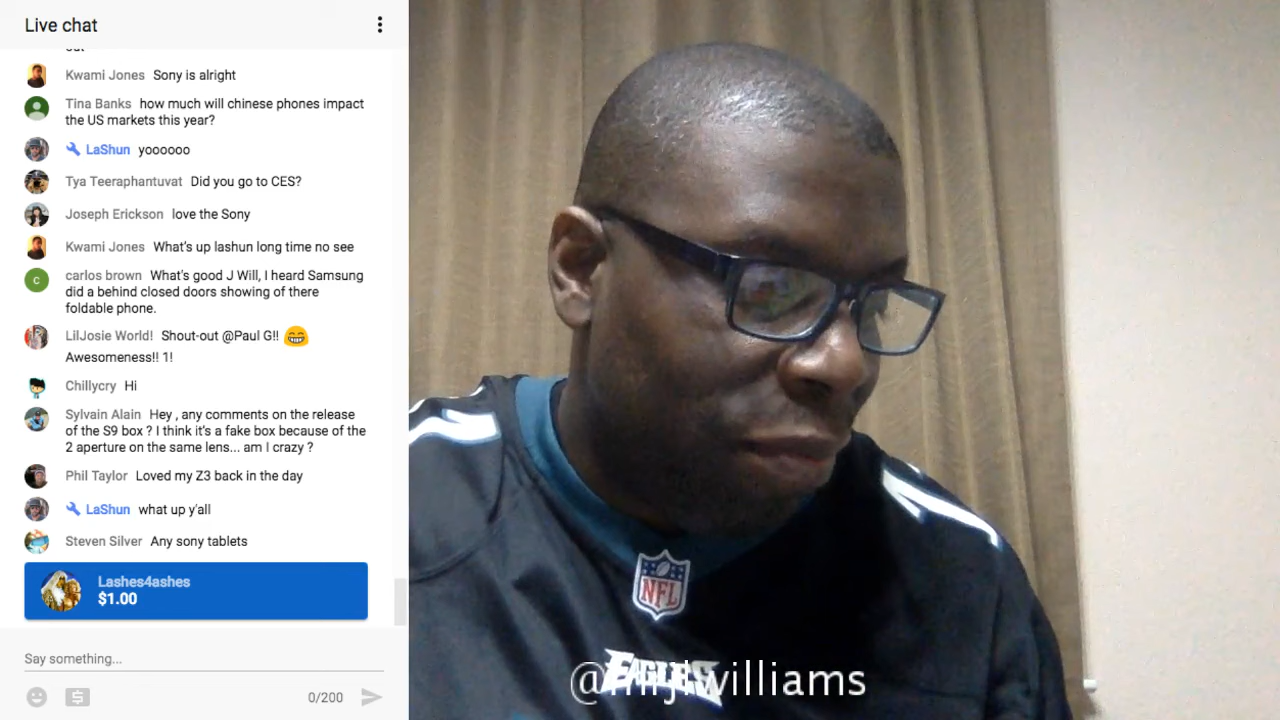 Live chat
Kwami Jones Sony is alright
Tina Banks how much will chinese phones impact
the US markets this year?
LaShun yoooooo
Tya Teeraphantuvat Did you go to CES?
Joseph Erickson love the Sony
Kwami Jones What's up lashun long time no see
carlos brown What's good J Will, I heard Samsung
did a behind closed doors showing of there
foldable phone.
LilJosie World! Shout-out @Paul G!! 😁
Awesomeness!! 1!
Chillycry Hi
Sylvain Alain Hey , any comments on the release
of the S9 box ? I think it's a fake box because of the
2 aperture on the same lens... am I crazy ?
Phil Taylor Loved my Z3 back in the day
LaShun what up y'all
Steven Silver Any sony tablets
Lashes4ashes
$1.00
Say something...
0/200
NFL
EAGLES
@mrjlwilliams